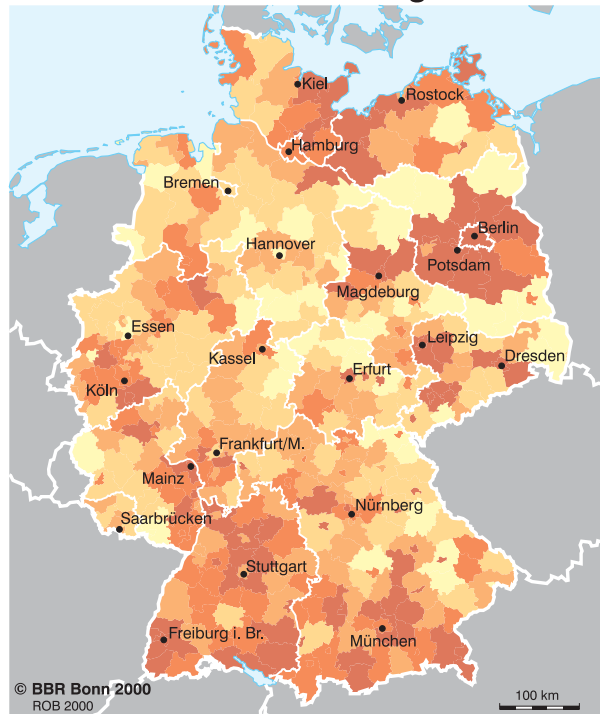 Kiel
Rostock
Hamburg
Bremen
Berlin
Hannover
Potsdam
Magdeburg
Essen
Leipzig
Kassel
Dresden
Erfurt
Köln
Frankfurt/M.
Mainz
Nürnberg
Saarbrücken
Stuttgart
Freiburg i. Br.
München
© BBR Bonn 2000
ROB 2000
100 km